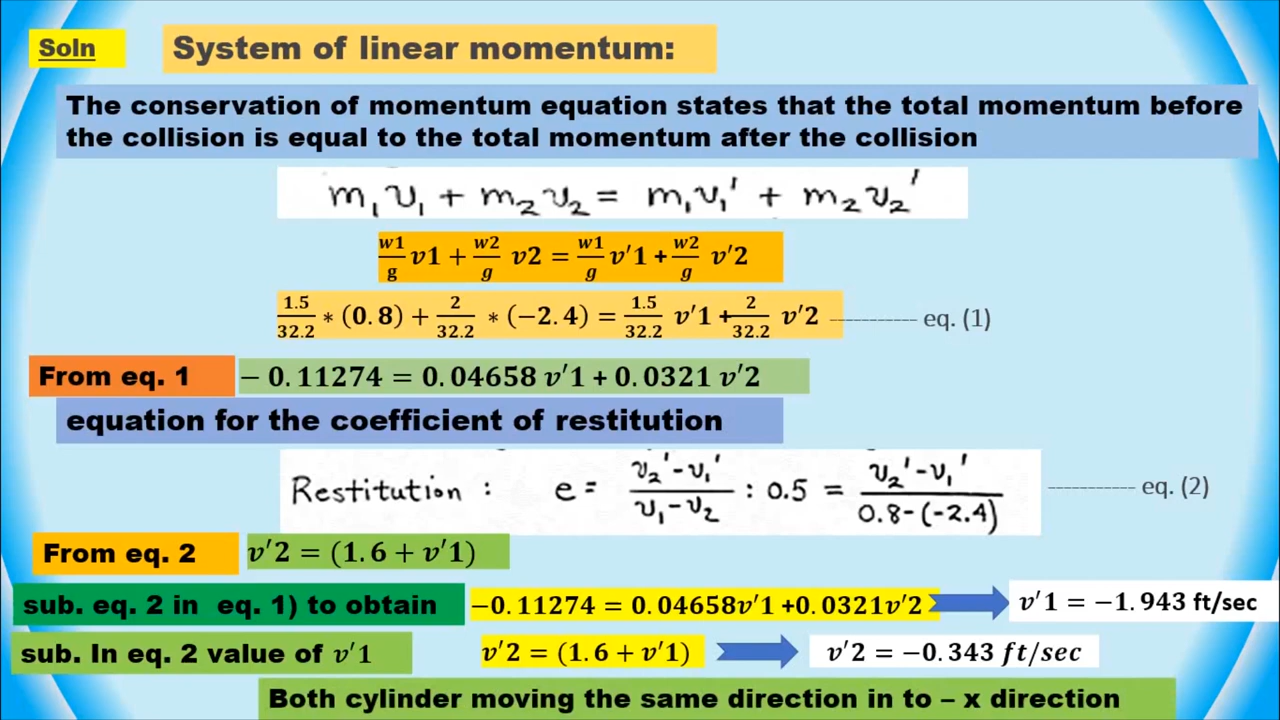 Soln
System of linear momentum:
The conservation of momentum equation states that the total momentum before
the collision is equal to the total momentum after the collision
m₁v₁ + m₂v₂ = m₁v₁' + m₂v₂'
w1/g v1 + w2/g v2 = w1/g v′1 + w2/g v′2
1.5/32.2 * (0.8) + 2/32.2 * (−2.4) = 1.5/32.2 v′1 + 2/32.2 v′2 ----------- eq. (1)
From eq. 1 − 0.11274 = 0.04658 v′1 + 0.0321 v′2
equation for the coefficient of restitution
Restitution : e = v₂'-v₁'/v₁-v₂ : 0.5 = v₂'-v₁'/0.8-(-2.4) ----------- eq. (2)
From eq. 2 v′2 = (1.6 + v′1)
sub. eq. 2 in eq. 1) to obtain −0.11274 = 0.04658v′1 +0.0321v′2 v′1 = −1.943 ft/sec
sub. In eq. 2 value of v′1 v′2 = (1.6 + v′1) v′2 = −0.343 ft/sec
Both cylinder moving the same direction in to – x direction